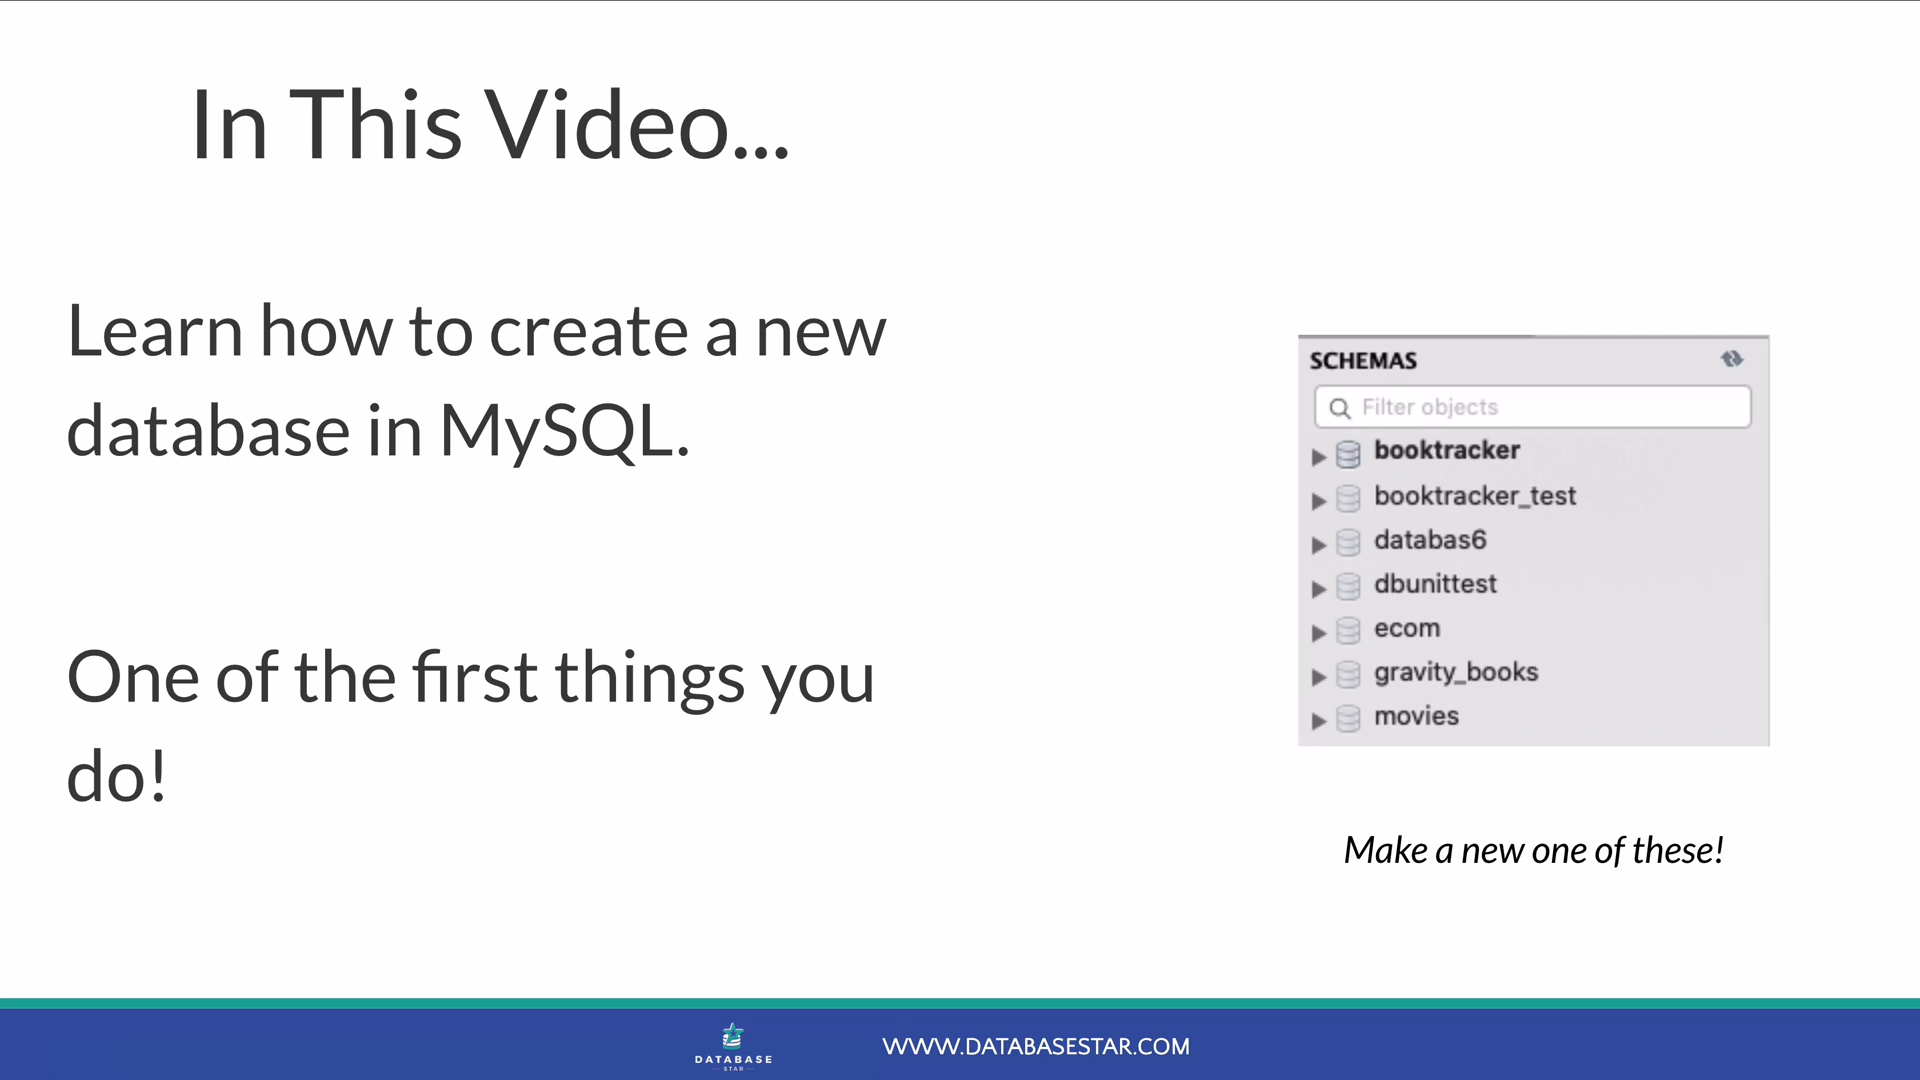 In This Video...
Learn how to create a new
database in MySQL.
One of the first things you
do!
SCHEMAS
Filter objects
booktracker
booktracker_test
databas6
dbunittest
ecom
gravity_books
movies
Make a new one of these!
DATABASE
STAR
WWW.DATABASESTAR.COM